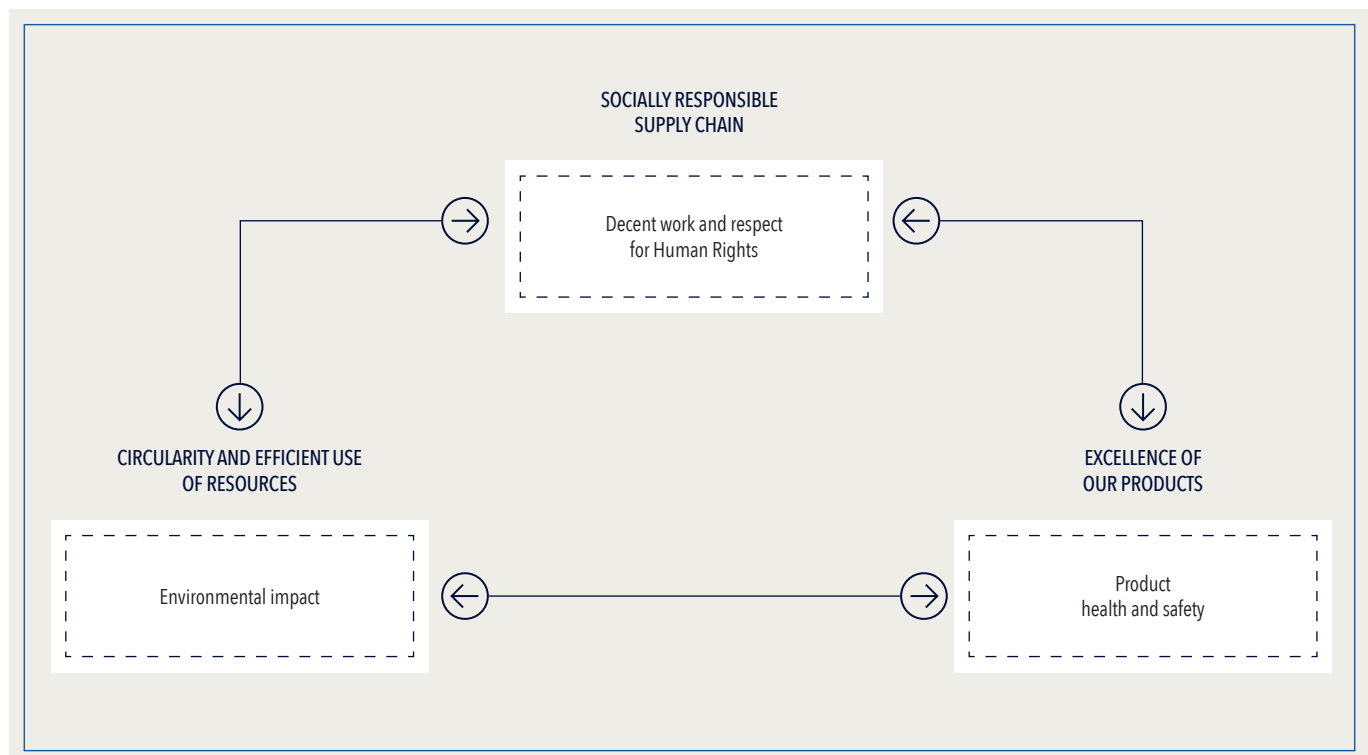 SOCIALLY RESPONSIBLE
SUPPLY CHAIN
Decent work and respect
for Human Rights
CIRCULARITY AND EFFICIENT USE
OF RESOURCES
Environmental impact
EXCELLENCE OF
OUR PRODUCTS
Product
health and safety